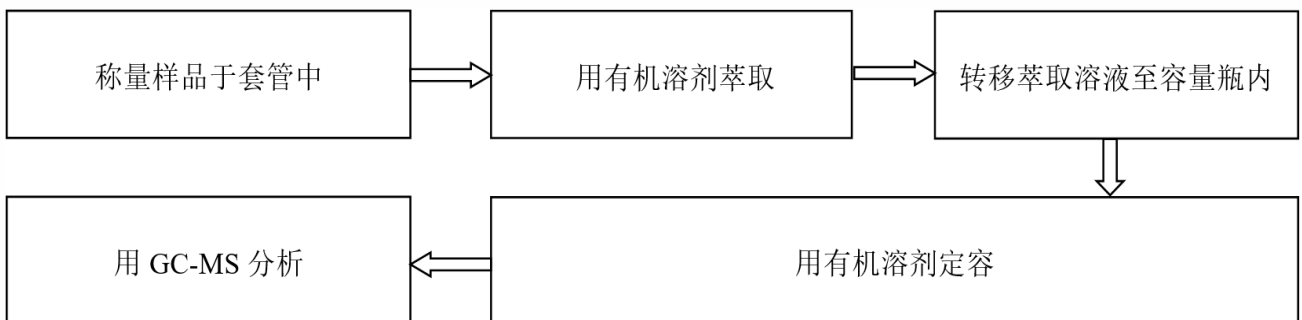 称量样品于套管中
用有机溶剂萃取
转移萃取溶液至容量瓶内
用有机溶剂定容
用 GC-MS 分析